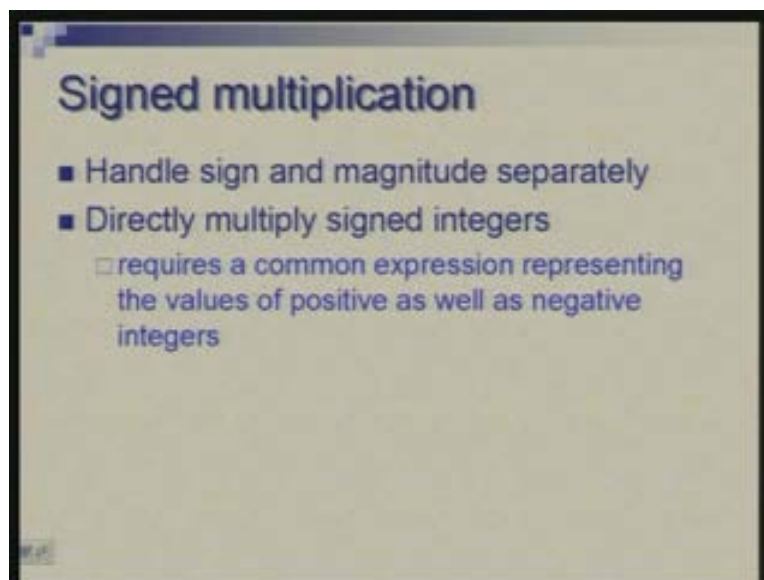 Signed multiplication
Handle sign and magnitude separately
Directly multiply signed integers
requires a common expression representing
the values of positive as well as negative
integers